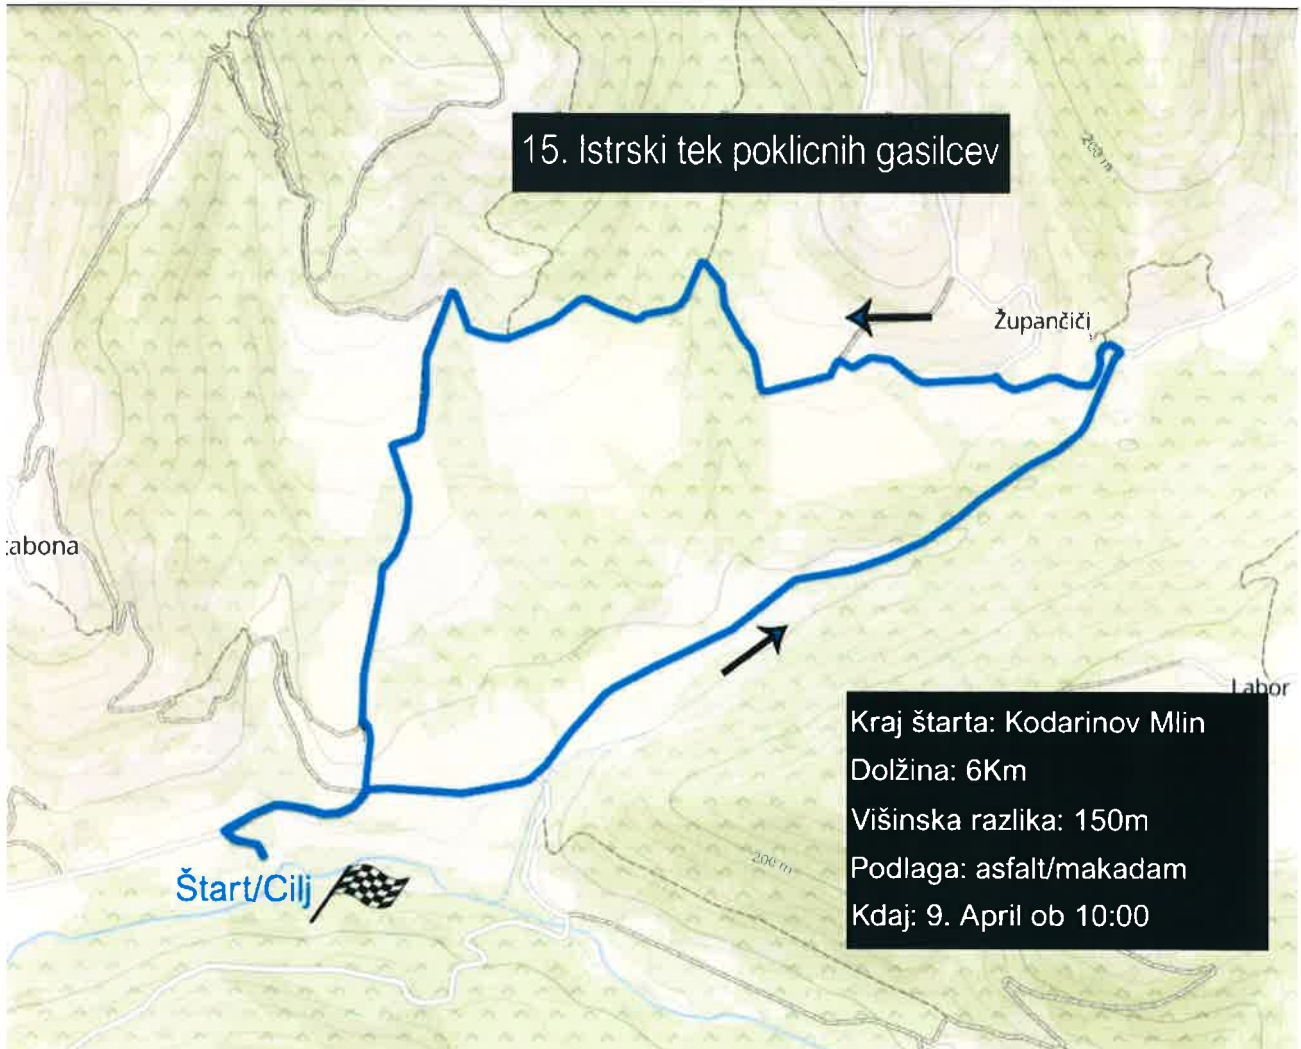 15. Istrski tek poklicnih gasilcev
200 m
Župančiči
Labor
Kraj štarta: Kodarinov Mlin
Dolžina: 6Km
Višinska razlika: 150m
Podlaga: asfalt/makadam
Kdaj: 9. April ob 10:00
200 m
Štart/Cilj